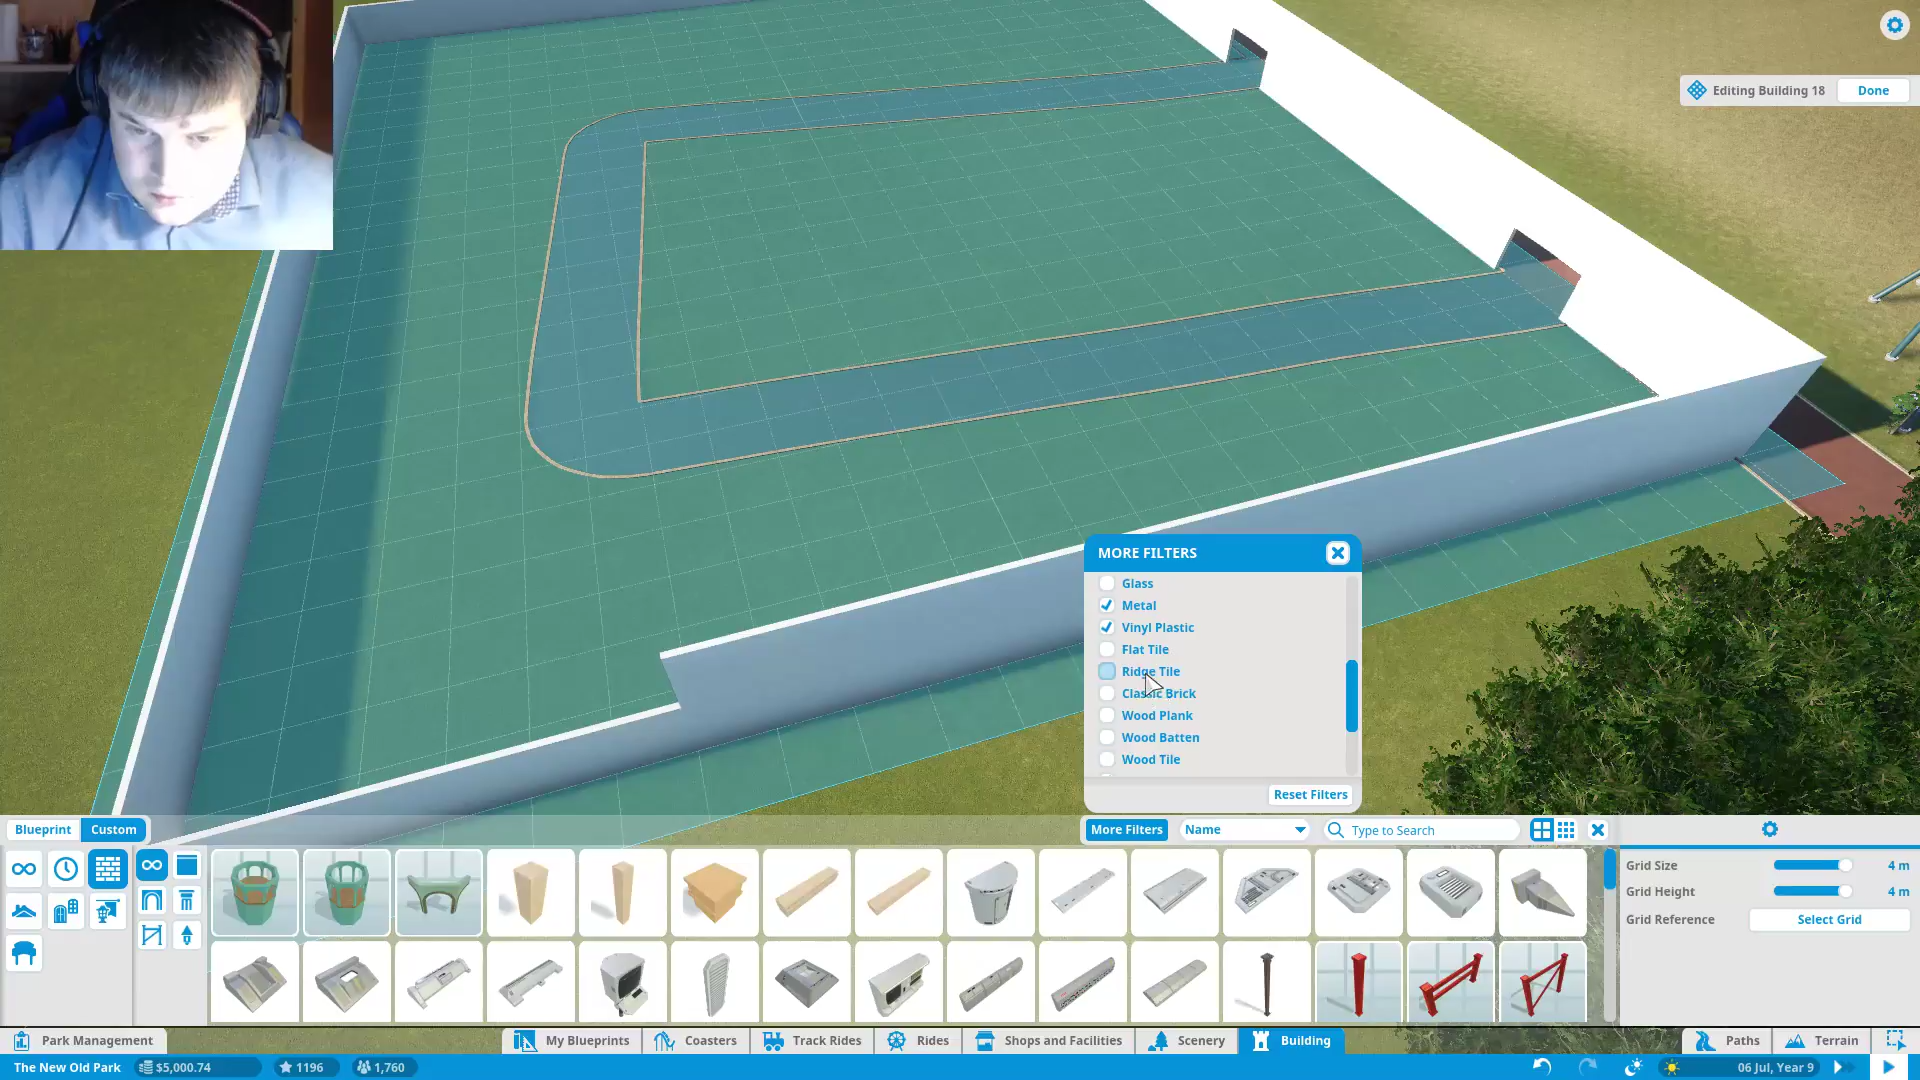 Editing Building 18
Done
MORE FILTERS
Glass
Metal
Vinyl Plastic
Flat Tile
Ridge Tile
Classic Brick
Wood Plank
Wood Batten
Wood Tile
Reset Filters
Blueprint
Custom
More Filters
Name
Type to Search
Grid Size
4 m
Grid Height
4 m
Grid Reference
Select Grid
Park Management
My Blueprints
Coasters
Track Rides
Rides
Shops and Facilities
Scenery
Building
Paths
Terrain
The New Old Park
$5,000.74
1196
1,760
06 Jul, Year 9